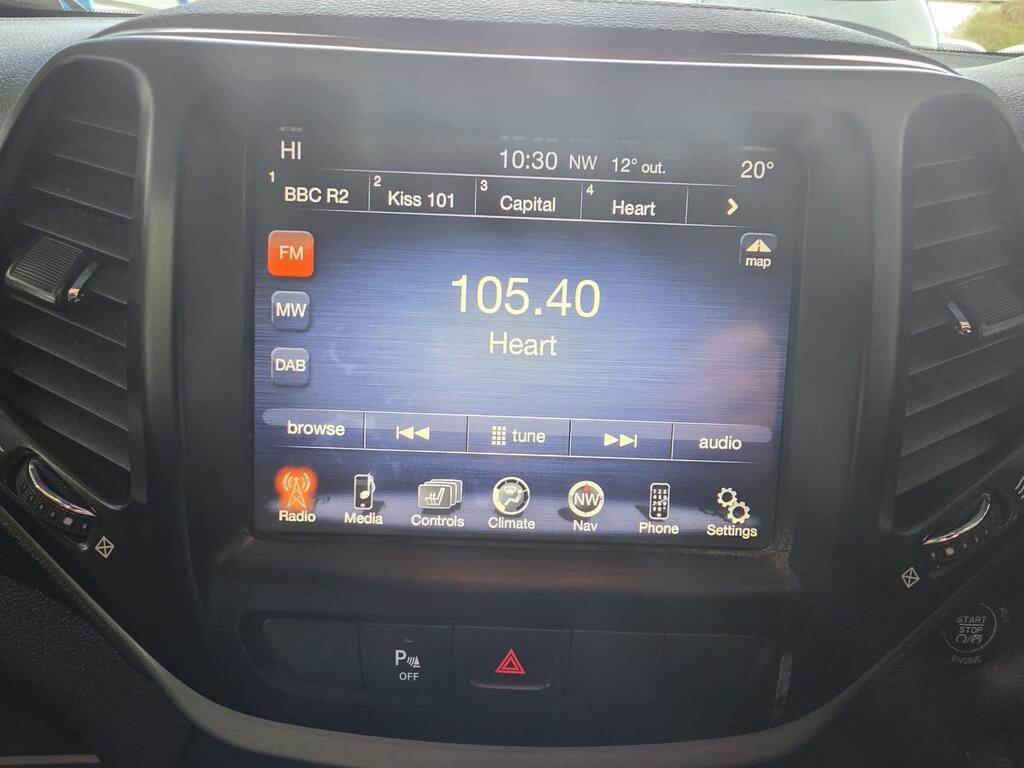 HI 10:30 NW 12° out. 20°
1 BBC R2 2 Kiss 101 3 Capital 4 Heart
FM
map
105.40
MW
Heart
DAB
browse tune audio
Radio Media Controls Climate NW Nav Phone Settings
P
OFF
START
STOP
ENGINE
RUN